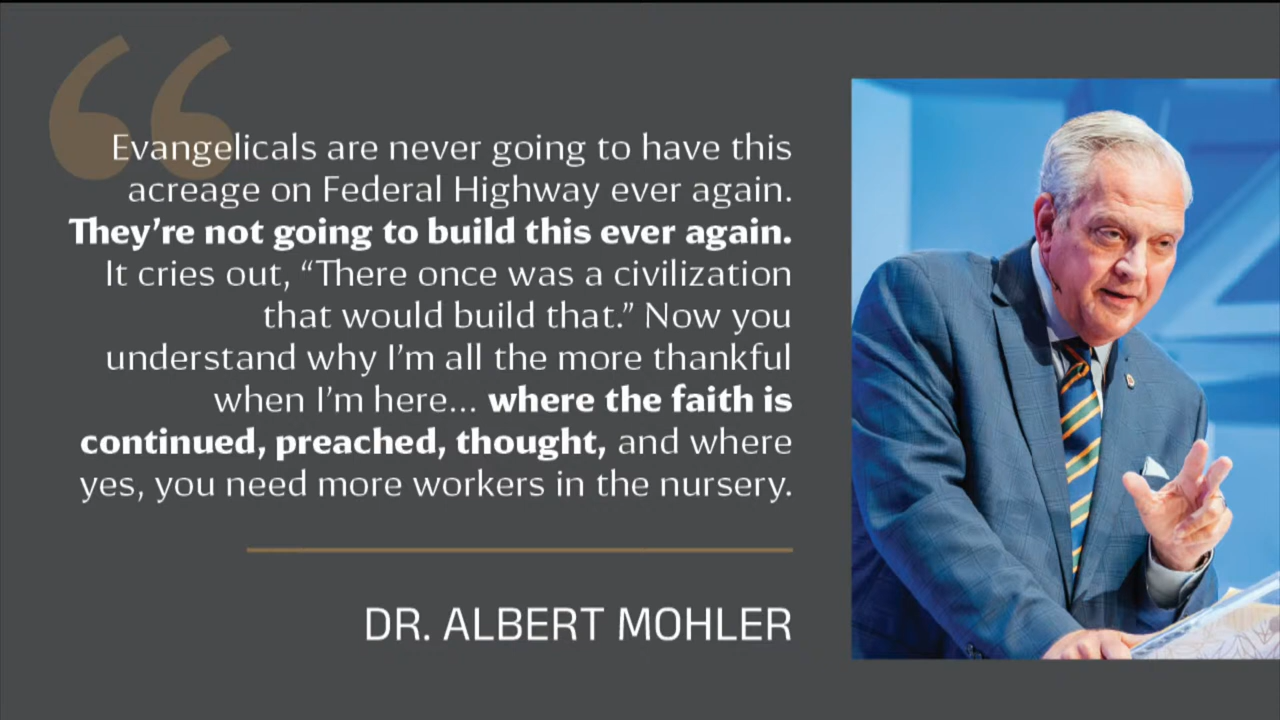 “
Evangelicals are never going to have this
acreage on Federal Highway ever again.
They’re not going to build this ever again.
It cries out, “There once was a civilization
that would build that.” Now you
understand why I’m all the more thankful
when I’m here... where the faith is
continued, preached, thought, and where
yes, you need more workers in the nursery.
DR. ALBERT MOHLER